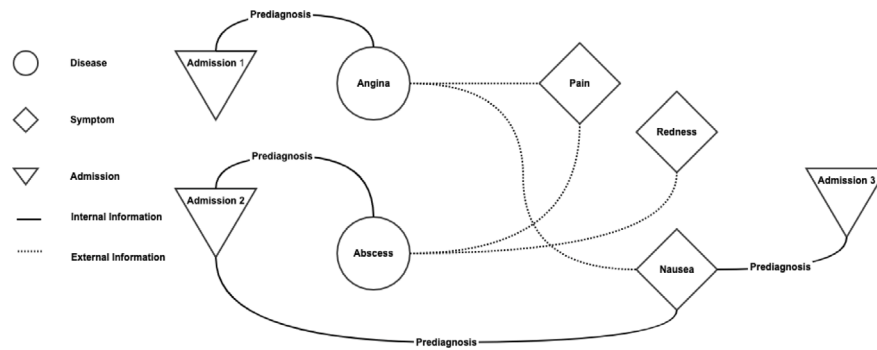 Prediagnosis
Admission 1
Angina
Pain
Disease
Symptom
Redness
Prediagnosis
Admission
Admission 2
Admission 3
Internal Information
External Information
Abscess
Nausea
Prediagnosis
Prediagnosis